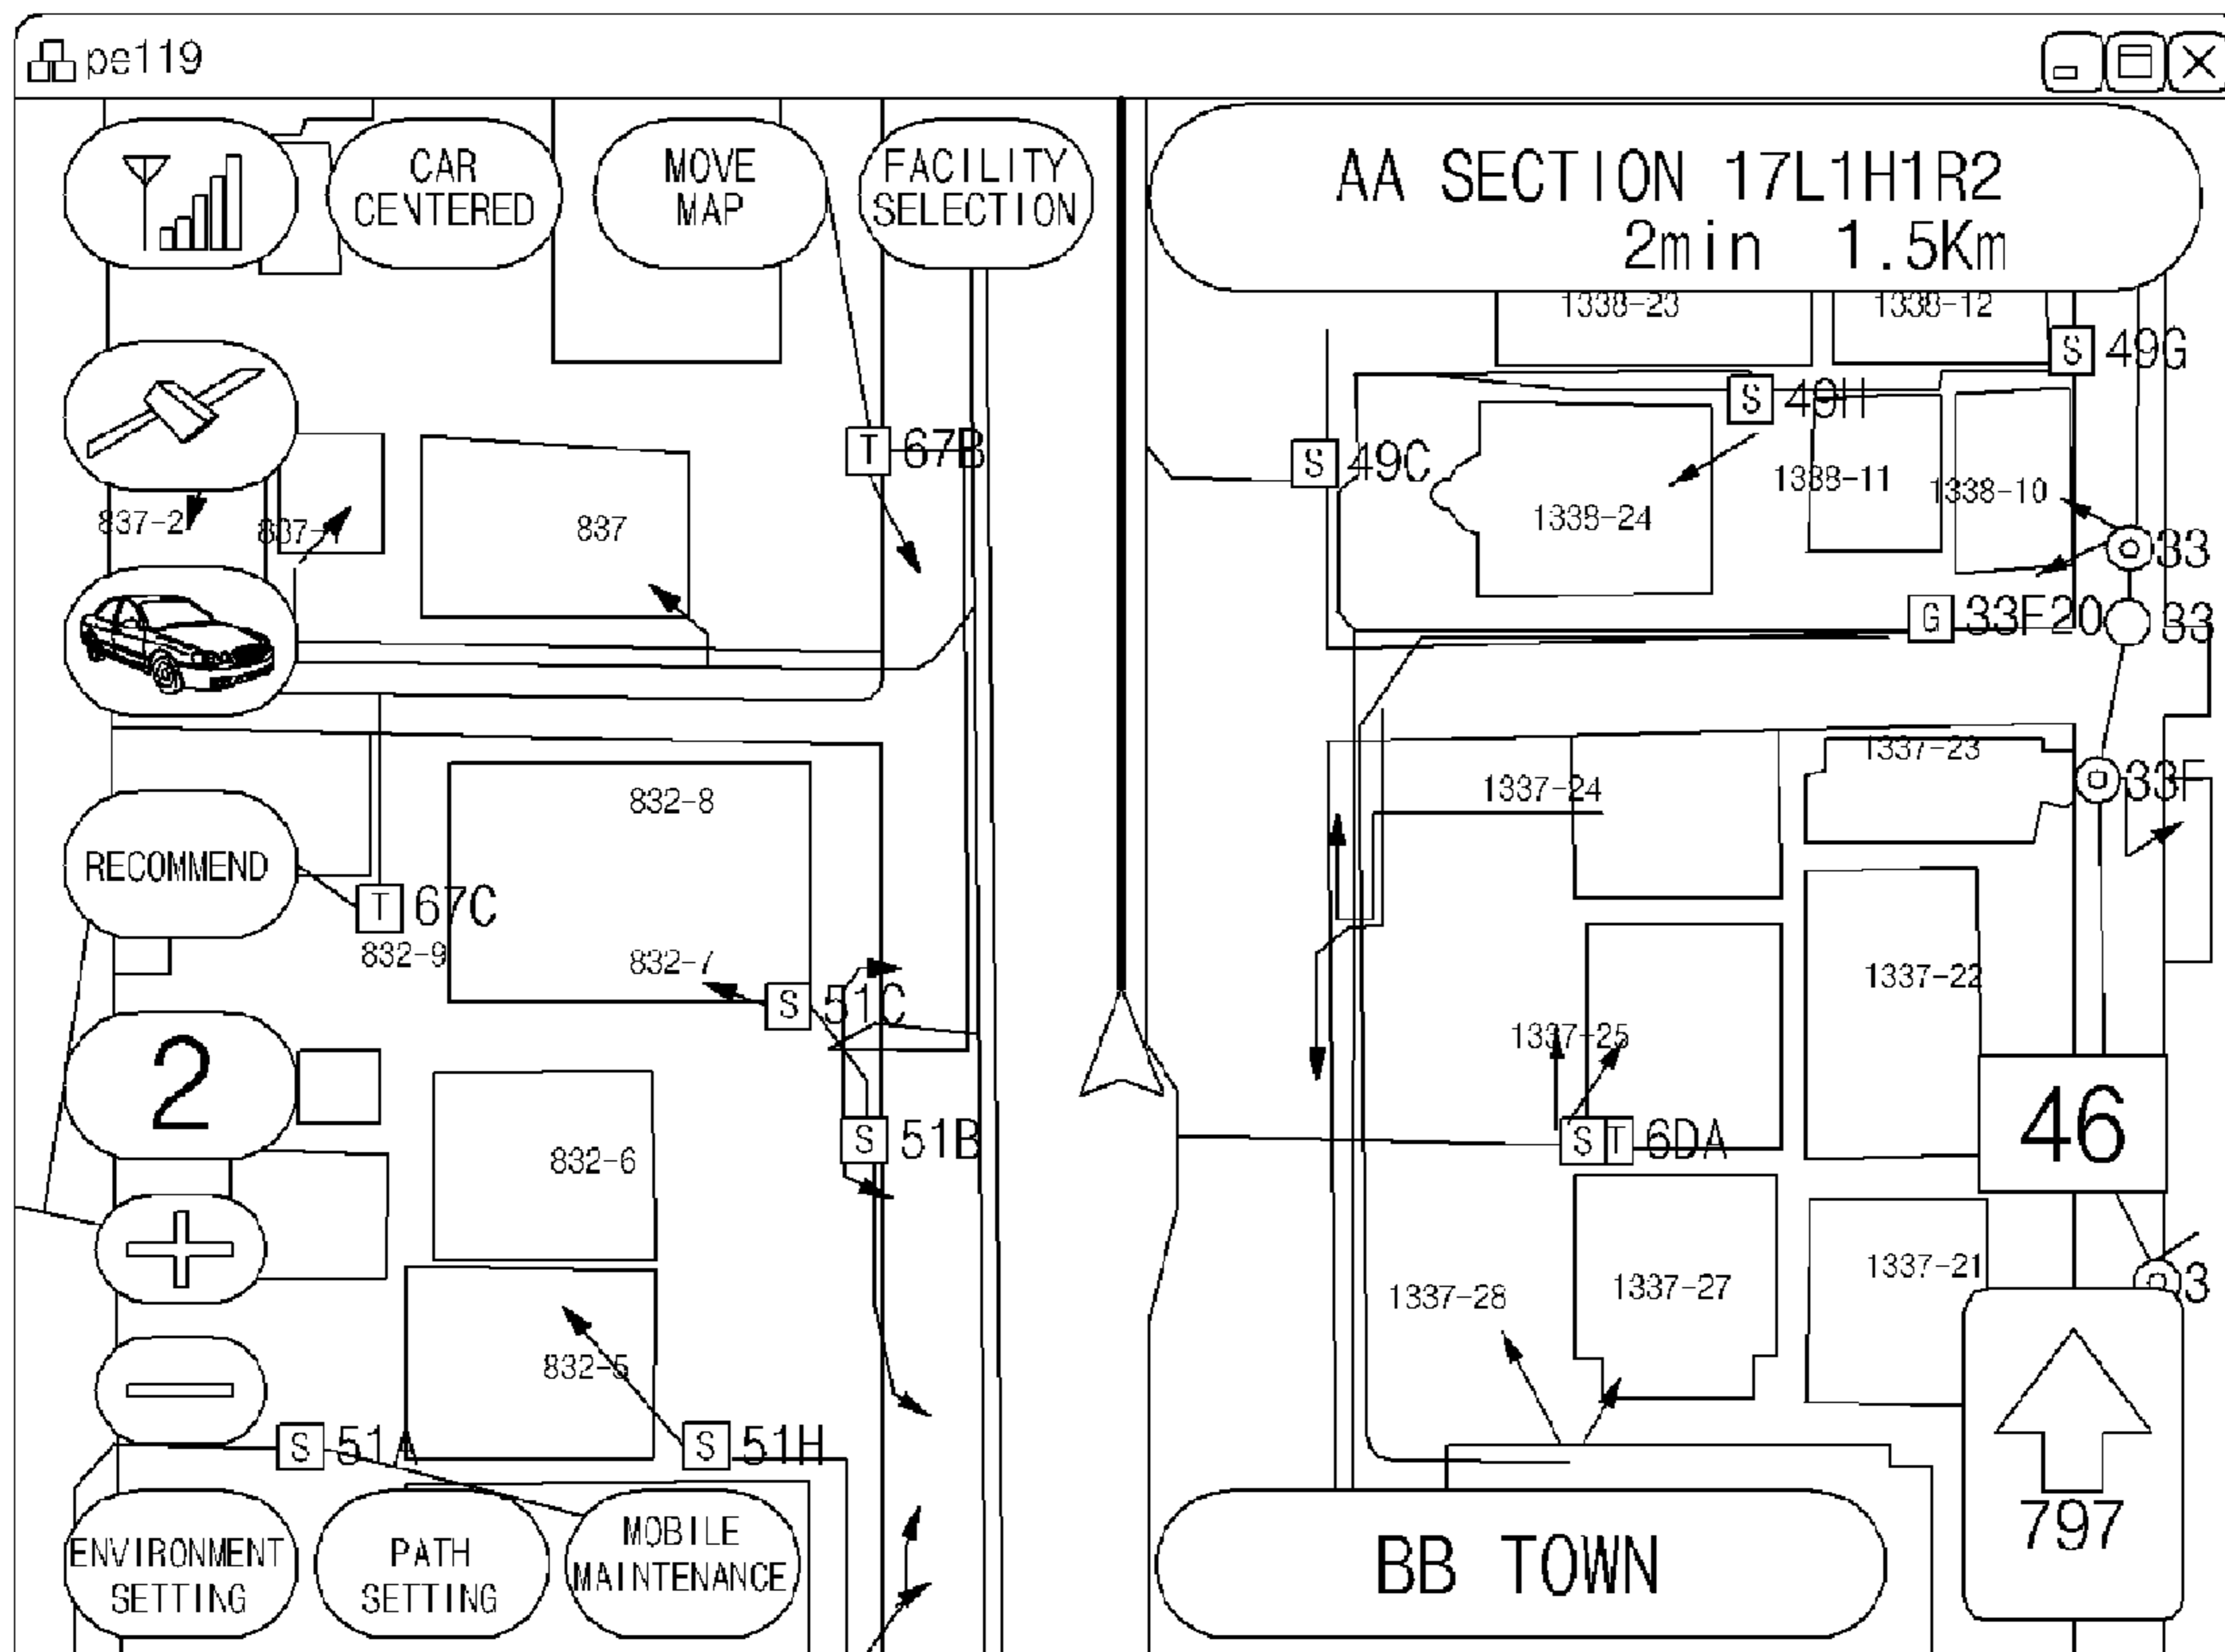 pe119
CAR
CENTERED
MOVE
MAP
FACILITY
SELECTION
AA SECTION 17L1H1R2
2min 1.5Km
1338-23
1338-12
S 49G
S 49H
T 67B
S 49C
1338-11
1338-10
837-2
837-1
837
1338-24
33
G 33F20
33
1337-23
33F
832-8
1337-24
RECOMMEND
T 67C
832-9
832-7
1337-22
S 51C
2
1337-25
46
S 51B
S T 6DA
832-6
1337-21
1337-28
1337-27
3
832-5
S 51A
S 51H
797
ENVIRONMENT
SETTING
PATH
SETTING
MOBILE
MAINTENANCE
BB TOWN